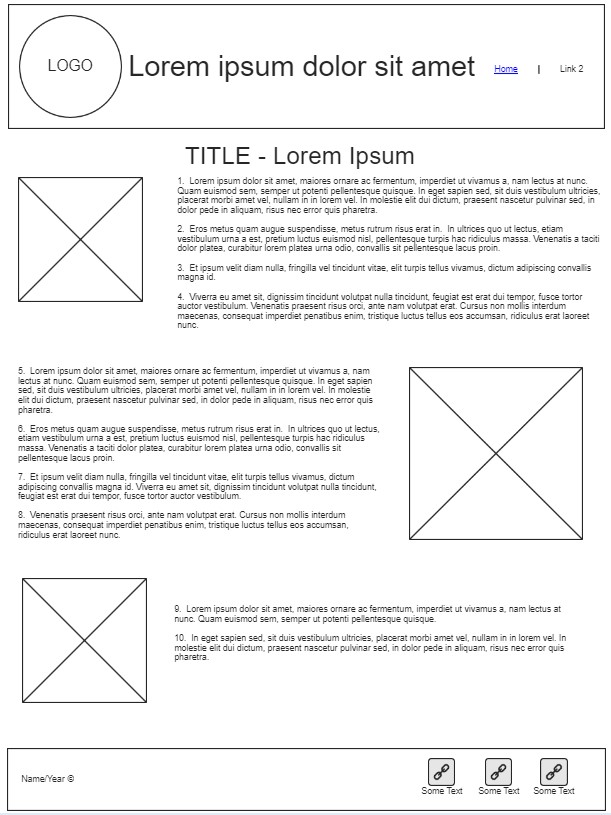 LOGO
Lorem ipsum dolor sit amet
Home | Link 2
TITLE - Lorem Ipsum
1.  Lorem ipsum dolor sit amet, maiores ornare ac fermentum, imperdiet ut vivamus a, nam lectus at nunc.
Quam euismod sem, semper ut potenti pellentesque quisque. In eget sapien sed, sit duis vestibulum ultricies,
placerat morbi amet vel, nullam in in lorem vel. In molestie elit dui dictum, praesent nascetur pulvinar sed, in
dolor pede in aliquam, risus nec error quis pharetra.
2.  Eros metus quam augue suspendisse, metus rutrum risus erat in.  In ultrices quo ut lectus, etiam
vestibulum urna a est, pretium luctus euismod nisl, pellentesque turpis hac ridiculus massa. Venenatis a taciti
dolor platea, curabitur lorem platea urna odio, convallis sit pellentesque lacus proin.
3.  Et ipsum velit diam nulla, fringilla vel tincidunt vitae, elit turpis tellus vivamus, dictum adipiscing convallis
magna id.
4.  Viverra eu amet sit, dignissim tincidunt volutpat nulla tincidunt, feugiat est erat dui tempor, fusce tortor
auctor vestibulum. Venenatis praesent risus orci, ante nam volutpat erat. Cursus non mollis interdum
maecenas, consequat imperdiet penatibus enim, tristique luctus tellus eos accumsan, ridiculus erat laoreet
nunc.
5.  Lorem ipsum dolor sit amet, maiores ornare ac fermentum, imperdiet ut vivamus a, nam
lectus at nunc. Quam euismod sem, semper ut potenti pellentesque quisque. In eget sapien
sed, sit duis vestibulum ultricies, placerat morbi amet vel, nullam in in lorem vel. In molestie
elit dui dictum, praesent nascetur pulvinar sed, in dolor pede in aliquam, risus nec error quis
pharetra.
6.  Eros metus quam augue suspendisse, metus rutrum risus erat in.  In ultrices quo ut lectus,
etiam vestibulum urna a est, pretium luctus euismod nisl, pellentesque turpis hac ridiculus
massa. Venenatis a taciti dolor platea, curabitur lorem platea urna odio, convallis sit
pellentesque lacus proin.
7.  Et ipsum velit diam nulla, fringilla vel tincidunt vitae, elit turpis tellus vivamus, dictum
adipiscing convallis magna id. Viverra eu amet sit, dignissim tincidunt volutpat nulla tincidunt,
feugiat est erat dui tempor, fusce tortor auctor vestibulum.
8.  Venenatis praesent risus orci, ante nam volutpat erat. Cursus non mollis interdum
maecenas, consequat imperdiet penatibus enim, tristique luctus tellus eos accumsan,
ridiculus erat laoreet nunc.
9.  Lorem ipsum dolor sit amet, maiores ornare ac fermentum, imperdiet ut vivamus a, nam lectus at
nunc. Quam euismod sem, semper ut potenti pellentesque quisque.
10.  In eget sapien sed, sit duis vestibulum ultricies, placerat morbi amet vel, nullam in in lorem vel. In
molestie elit dui dictum, praesent nascetur pulvinar sed, in dolor pede in aliquam, risus nec error quis
pharetra.
Name/Year ©
Some Text Some Text Some Text